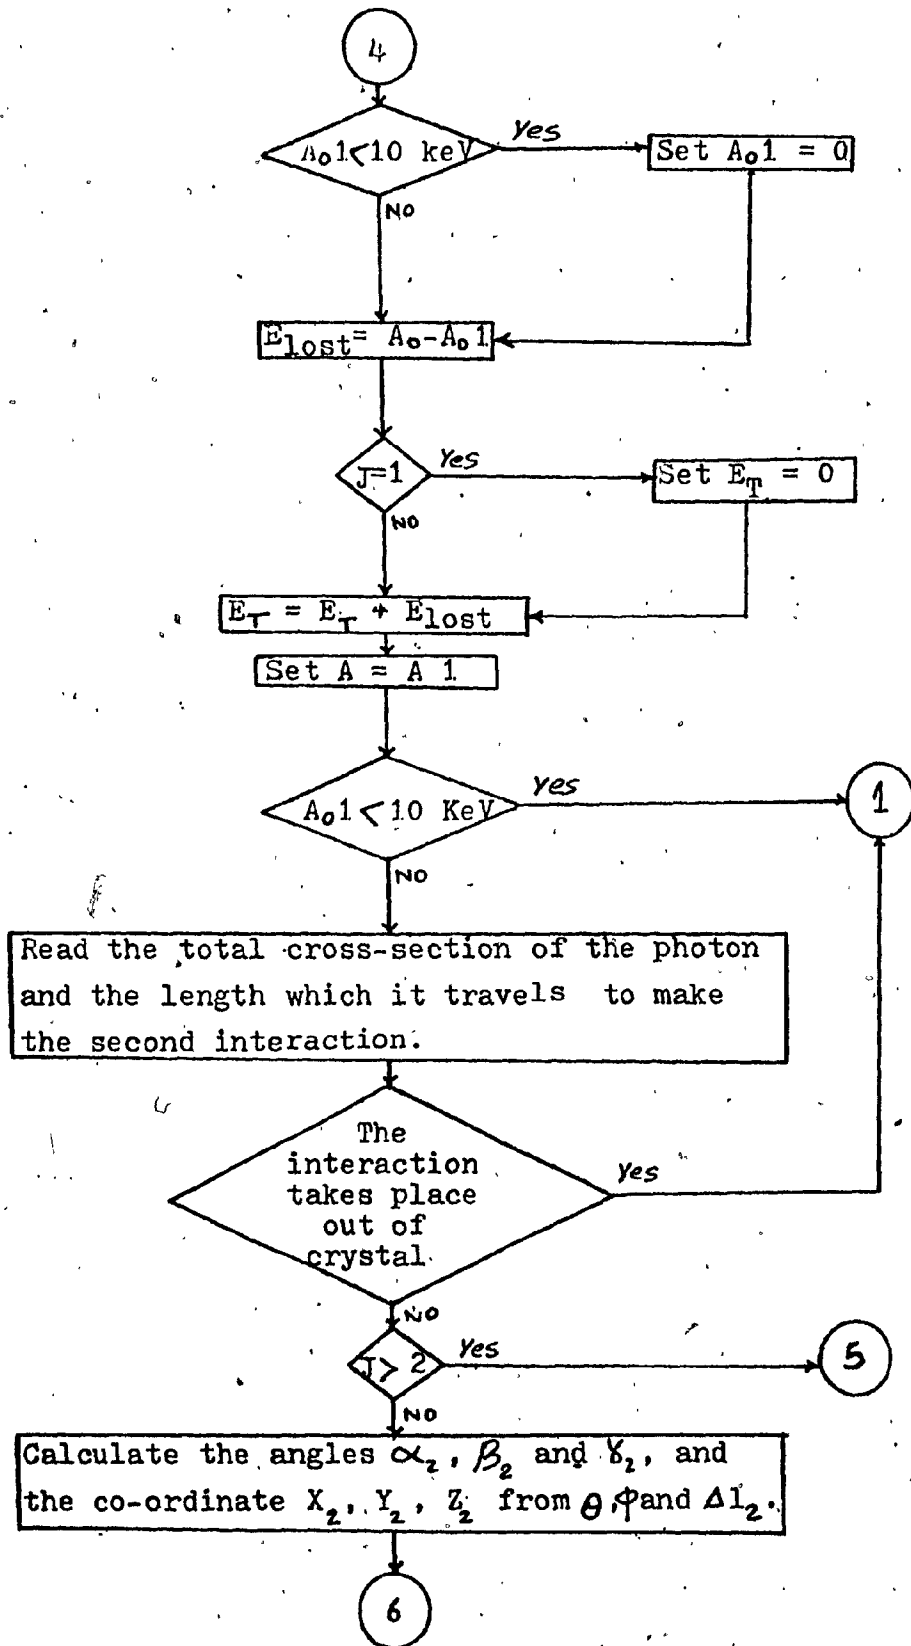 4
A₀1<10 keV
Yes
Set A₀1 = 0
NO
E_lost = A₀-A₀1
J=1
Yes
Set E_T = 0
NO
E_T = E_T + E_lost
Set A = A 1
A₀1 < 10 KeV
Yes
1
NO
Read the total cross-section of the photon
and the length which it travels to make
the second interaction.
The
interaction
takes place
out of
crystal.
Yes
NO
J> 2
Yes
5
NO
Calculate the angles α₂, β₂ and γ₂, and
the co-ordinate X₂, Y₂, Z₂ from θ,φ and Δl₂.
6